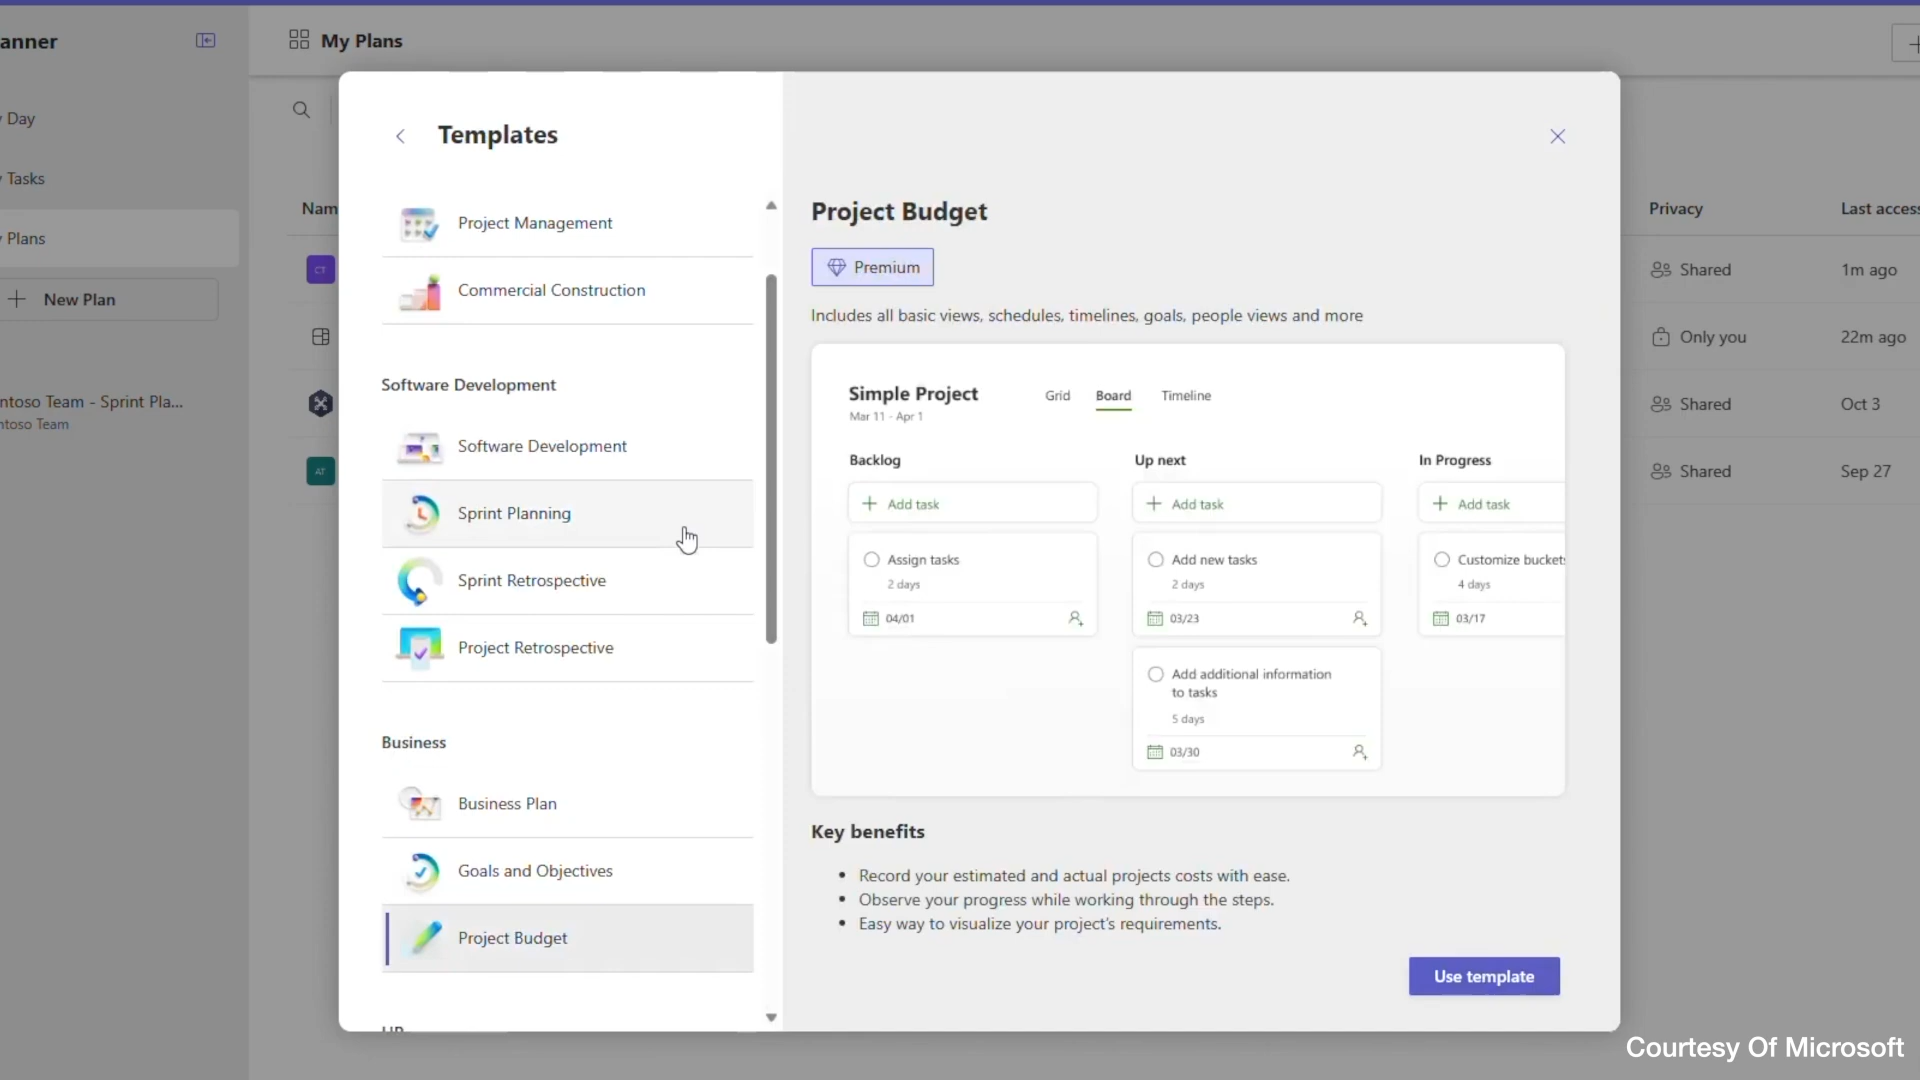 anner
My Plans
Day
Tasks
Plans
New Plan
ntoso Team - Sprint Pla...
ntoso Team
Nam
CT
AT
Templates
Project Management
Commercial Construction
Software Development
Software Development
Sprint Planning
Sprint Retrospective
Project Retrospective
Business
Business Plan
Goals and Objectives
Project Budget
Project Budget
Premium
Includes all basic views, schedules, timelines, goals, people views and more
Simple Project
Mar 11 - Apr 1
Grid Board Timeline
Backlog
Add task
Assign tasks
2 days
04/01
Up next
Add task
Add new tasks
2 days
03/23
Add additional information
to tasks
5 days
03/30
In Progress
Add task
Customize buckets
4 days
03/17
Key benefits
• Record your estimated and actual projects costs with ease.
• Observe your progress while working through the steps.
• Easy way to visualize your project's requirements.
Use template
Privacy Last access
Shared 1m ago
Only you 22m ago
Shared Oct 3
Shared Sep 27
Courtesy Of Microsoft